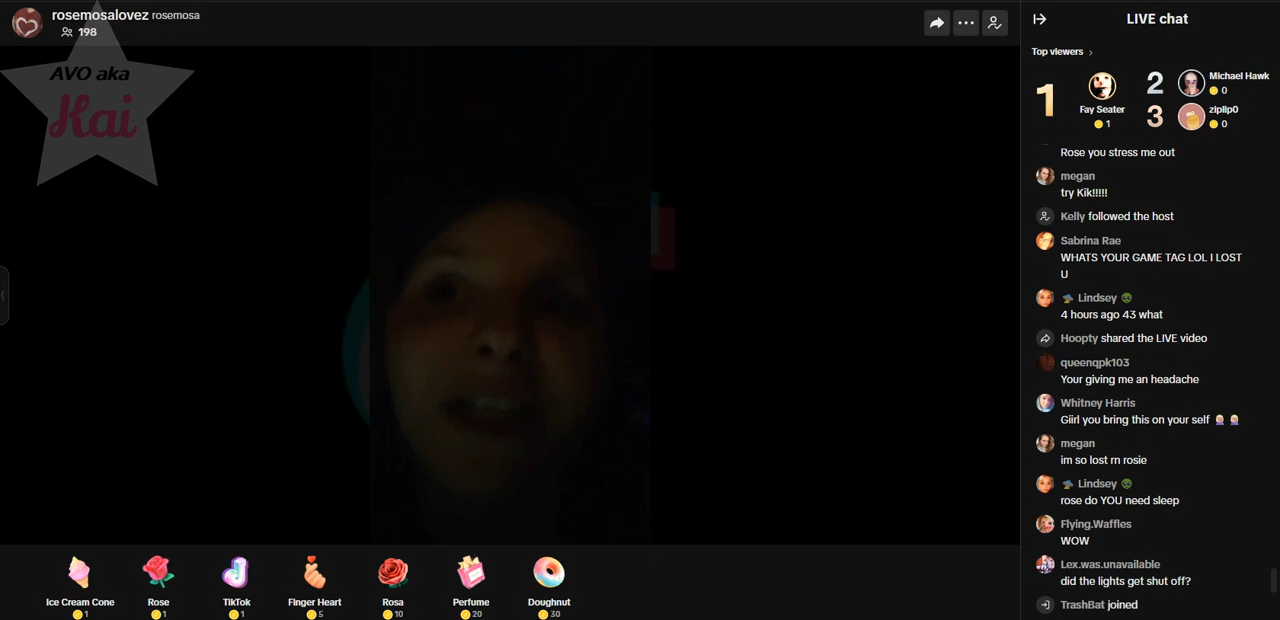 rosemosalovez rosemosa
198
AVO aka
Kai
LIVE chat
Top viewers
1
Fay Seater
1
2
Michael Hawk
0
3
ziplip0
0
Rose you stress me out
megan
try Kik!!!!!
Kelly followed the host
Sabrina Rae
WHATS YOUR GAME TAG LOL I LOST
U
Lindsey
4 hours ago 43 what
Hoopty shared the LIVE video
queenqpk103
Your giving me an headache
Whitney Harris
Giirl you bring this on your self
megan
im so lost rn rosie
Lindsey
rose do YOU need sleep
Flying.Waffles
WOW
Lex.was.unavailable
did the lights get shut off?
TrashBat joined
Ice Cream Cone
1
Rose
1
TikTok
1
Finger Heart
5
Rosa
10
Perfume
20
Doughnut
30